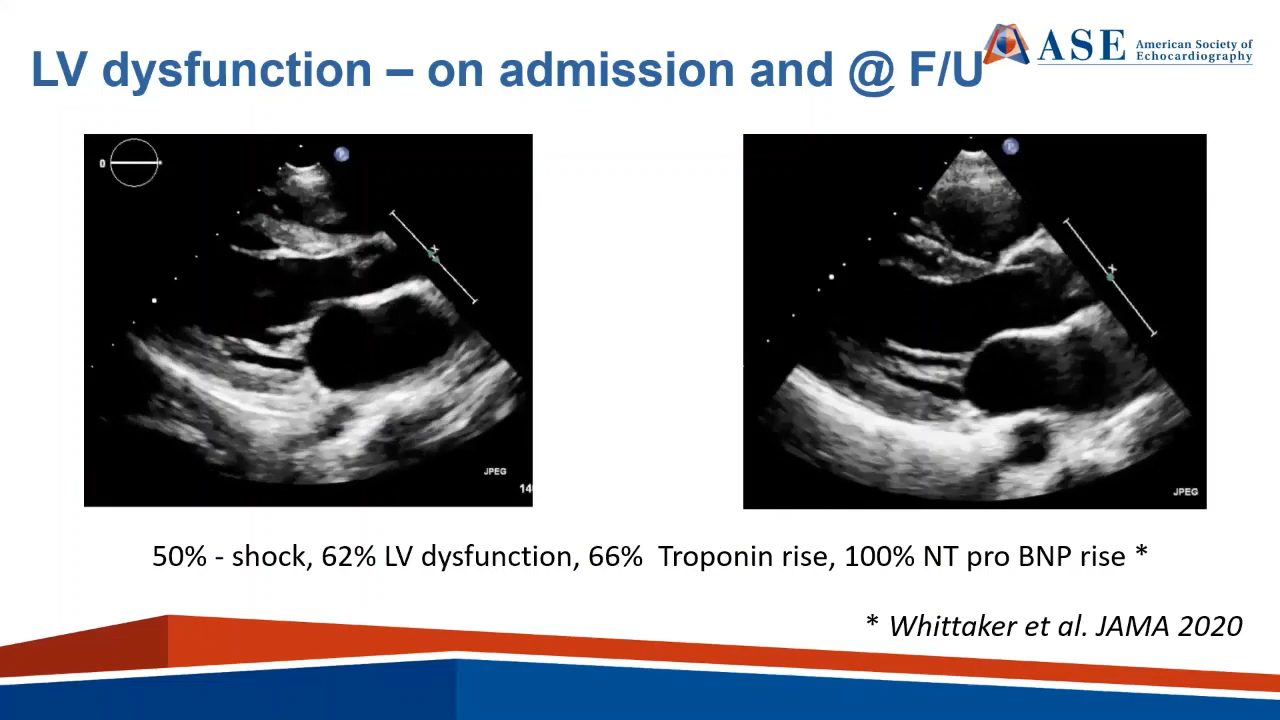 LV dysfunction – on admission and @ F/U
ASE American Society of
Echocardiography
0
P
P
JPEG
14
JPEG
50% - shock, 62% LV dysfunction, 66%  Troponin rise, 100% NT pro BNP rise *
* Whittaker et al. JAMA 2020